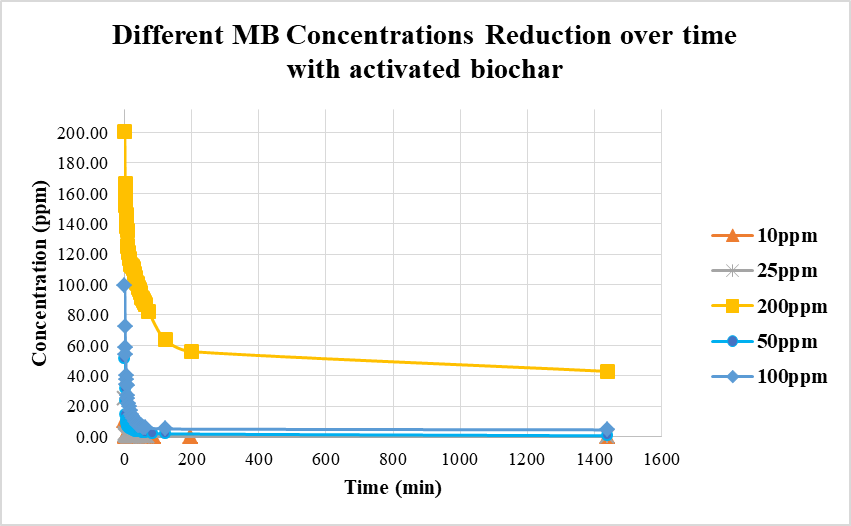 Different MB Concentrations Reduction over time
with activated biochar
200.00
180.00
160.00
140.00
120.00
100.00
80.00
60.00
40.00
20.00
0.00
Concentration (ppm)
0
200
400
600
800
1000
1200
1400
1600
Time (min)
10ppm
25ppm
200ppm
50ppm
100ppm